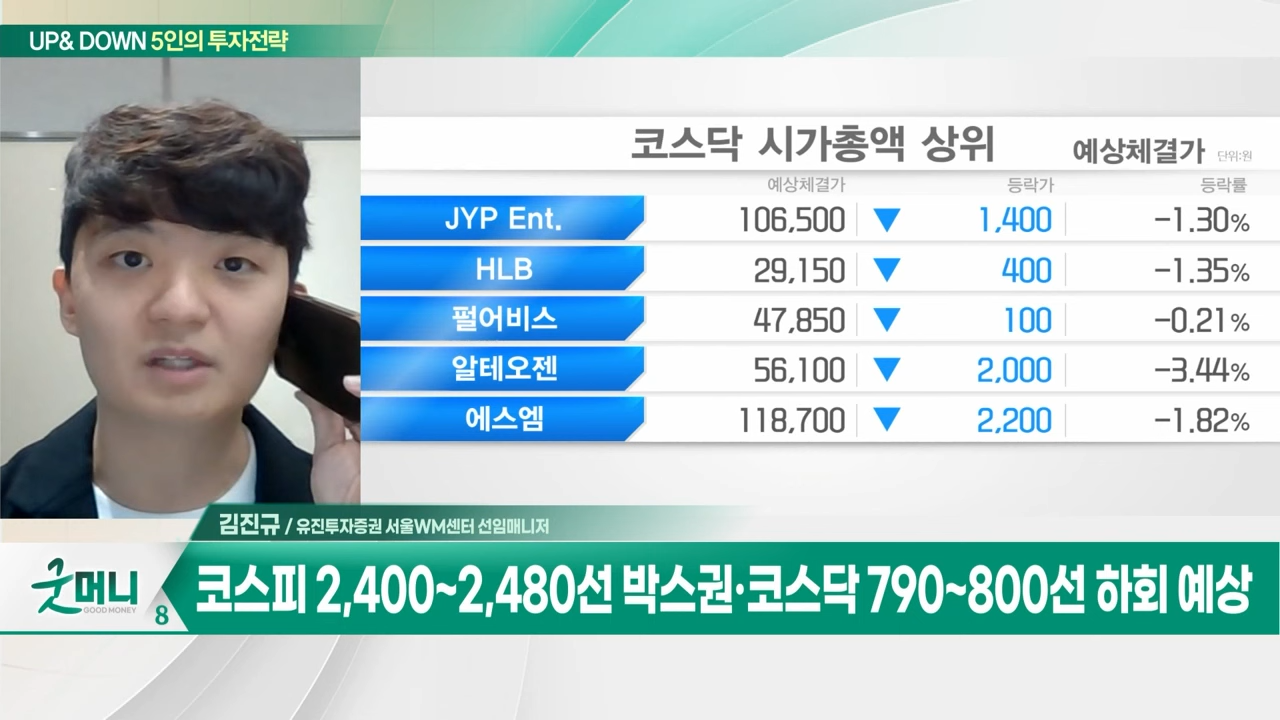 UP& DOWN 5인의 투자전략
코스닥 시가총액 상위 예상체결가 단위:원
예상체결가 등락가 등락률
JYP Ent. 106,500 ▼ 1,400 -1.30%
HLB 29,150 ▼ 400 -1.35%
펄어비스 47,850 ▼ 100 -0.21%
알테오젠 56,100 ▼ 2,000 -3.44%
에스엠 118,700 ▼ 2,200 -1.82%
김진규 / 유진투자증권 서울WM센터 선임매니저
굿머니
GOOD MONEY
8
코스피 2,400~2,480선 박스권·코스닥 790~800선 하회 예상